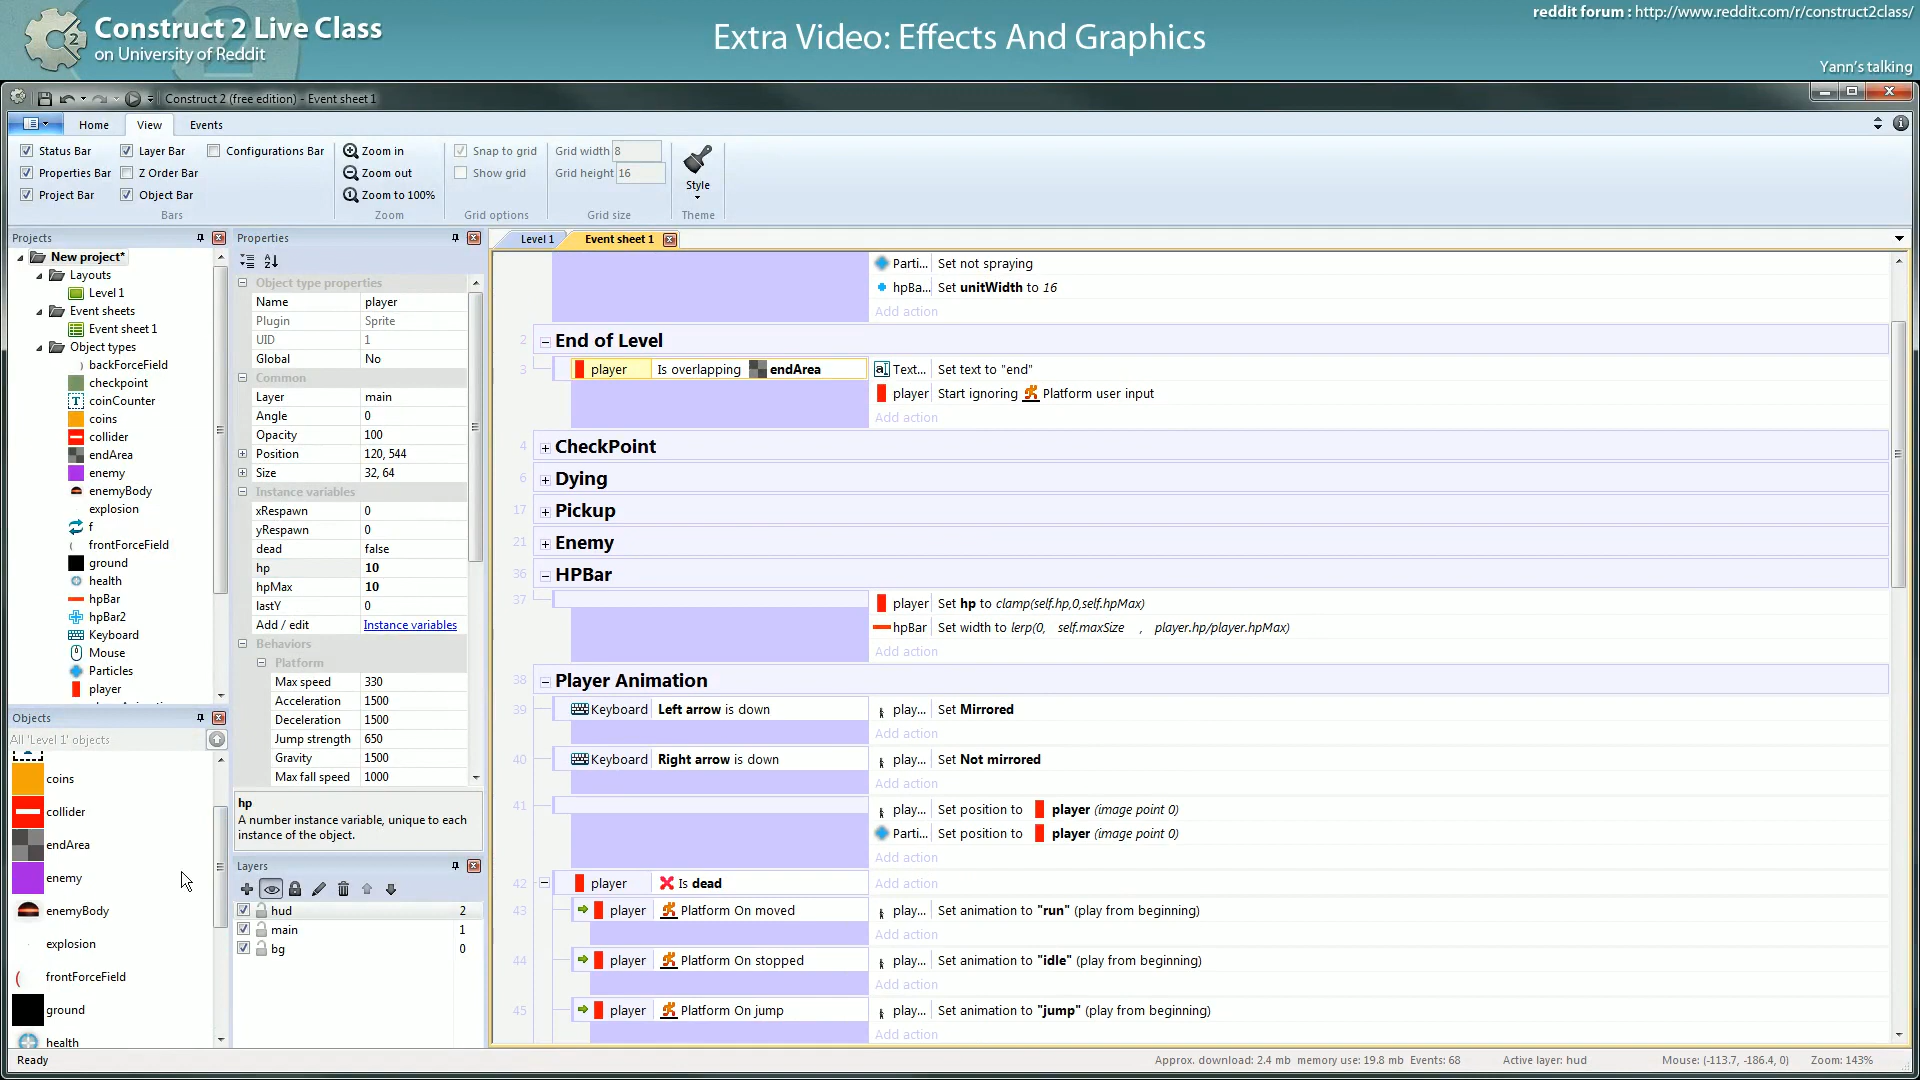 Construct 2 Live Class
on University of Reddit
Extra Video: Effects And Graphics
reddit forum : http://www.reddit.com/r/construct2class/
Yann's talking
Construct 2 (free edition) - Event sheet 1
Home View Events
Status Bar Layer Bar Configurations Bar
Properties Bar Z Order Bar
Project Bar Object Bar
Bars
Zoom in
Zoom out
Zoom to 100%
Zoom
Snap to grid
Show grid
Grid options
Grid width 8
Grid height 16
Grid size
Style
Theme
Projects
New project*
Layouts
Level 1
Event sheets
Event sheet 1
Object types
backForceField
checkpoint
coinCounter
coins
collider
endArea
enemy
enemyBody
explosion
f
frontForceField
ground
health
hpBar
hpBar2
Keyboard
Mouse
Particles
player
Objects
All 'Level 1' objects
coins
collider
endArea
enemy
enemyBody
explosion
frontForceField
ground
health
Properties
Object type properties
Name player
Plugin Sprite
UID 1
Global No
Common
Layer main
Angle 0
Opacity 100
Position 120, 544
Size 32, 64
Instance variables
xRespawn 0
yRespawn 0
dead false
hp 10
hpMax 10
lastY 0
Add / edit Instance variables
Behaviors
Platform
Max speed 330
Acceleration 1500
Deceleration 1500
Jump strength 650
Gravity 1500
Max fall speed 1000
hp
A number instance variable, unique to each
instance of the object.
Layers
hud 2
main 1
bg 0
Level 1 Event sheet 1
Parti... Set not spraying
hpBa... Set unitWidth to 16
Add action
2 End of Level
3 player Is overlapping endArea Text... Set text to "end"
player Start ignoring Platform user input
Add action
4 CheckPoint
6 Dying
17 Pickup
21 Enemy
36 HPBar
37 player Set hp to clamp(self.hp,0,self.hpMax)
hpBar Set width to lerp(0, self.maxSize , player.hp/player.hpMax)
Add action
38 Player Animation
39 Keyboard Left arrow is down play... Set Mirrored
Add action
40 Keyboard Right arrow is down play... Set Not mirrored
Add action
41 play... Set position to player (image point 0)
Parti... Set position to player (image point 0)
Add action
42 player Is dead Add action
43 player Platform On moved play... Set animation to "run" (play from beginning)
Add action
44 player Platform On stopped play... Set animation to "idle" (play from beginning)
Add action
45 player Platform On jump play... Set animation to "jump" (play from beginning)
Add action
Ready
Approx. download: 2.4 mb memory use: 19.8 mb Events: 68 Active layer: hud Mouse: (-113.7, -186.4, 0) Zoom: 143%